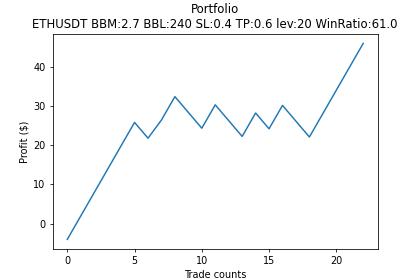 Portfolio
ETHUSDT BBM:2.7 BBL:240 SL:0.4 TP:0.6 lev:20 WinRatio:61.0
40
30
20
10
0
Profit ($)
0 5 10 15 20
Trade counts